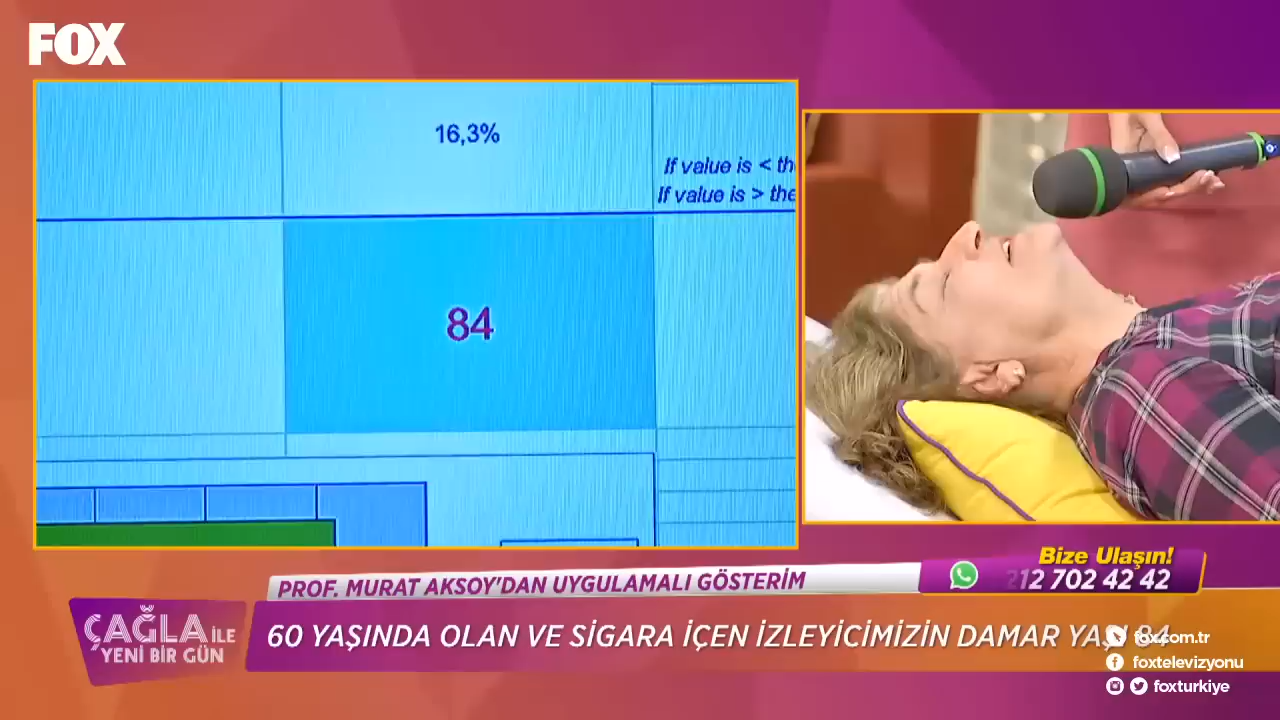 FOX
16,3%
If value is < th
If value is > the
84
Bize Ulaşın!
212 702 42 42
PROF. MURAT AKSOY'DAN UYGULAMALI GÖSTERİM
ÇAĞLA İLE
YENİ BİR GÜN
60 YAŞINDA OLAN VE SİGARA İÇEN İZLEYİCİMİZİN DAMAR YAŞI 84
fox.com.tr
foxtelevizyonu
foxturkiye